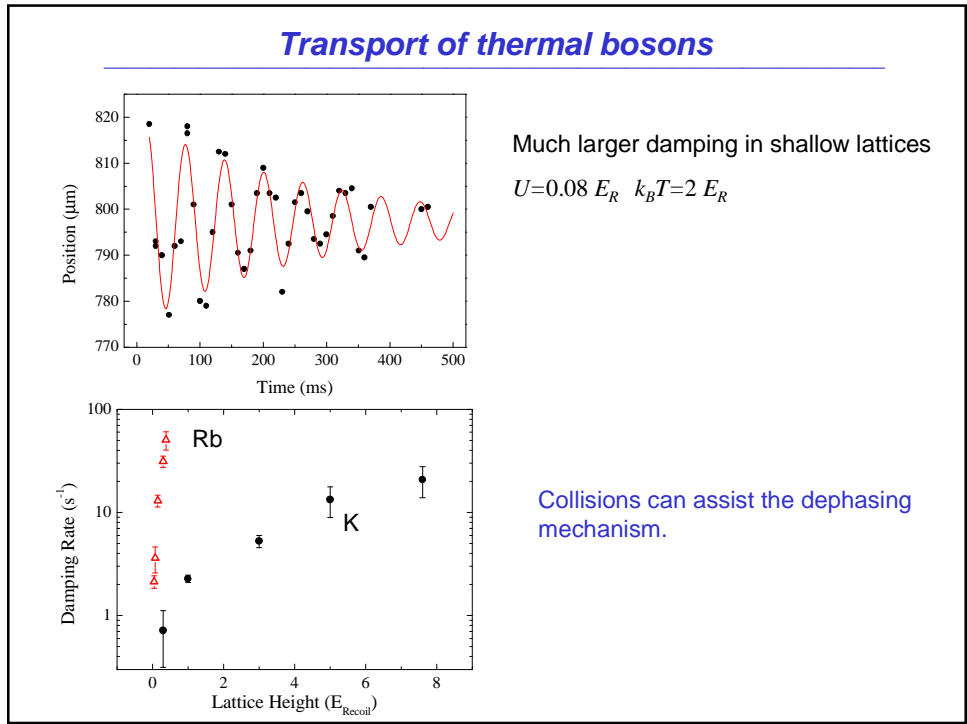 Transport of thermal bosons
820
810
800
790
780
770
Position (µm)
0 100 200 300 400 500
Time (ms)
Much larger damping in shallow lattices
U=0.08 E_R k_BT=2 E_R
100
10
1
Damping Rate (s⁻¹)
Rb
K
0 2 4 6 8
Lattice Height (E_Recoil)
Collisions can assist the dephasing
mechanism.